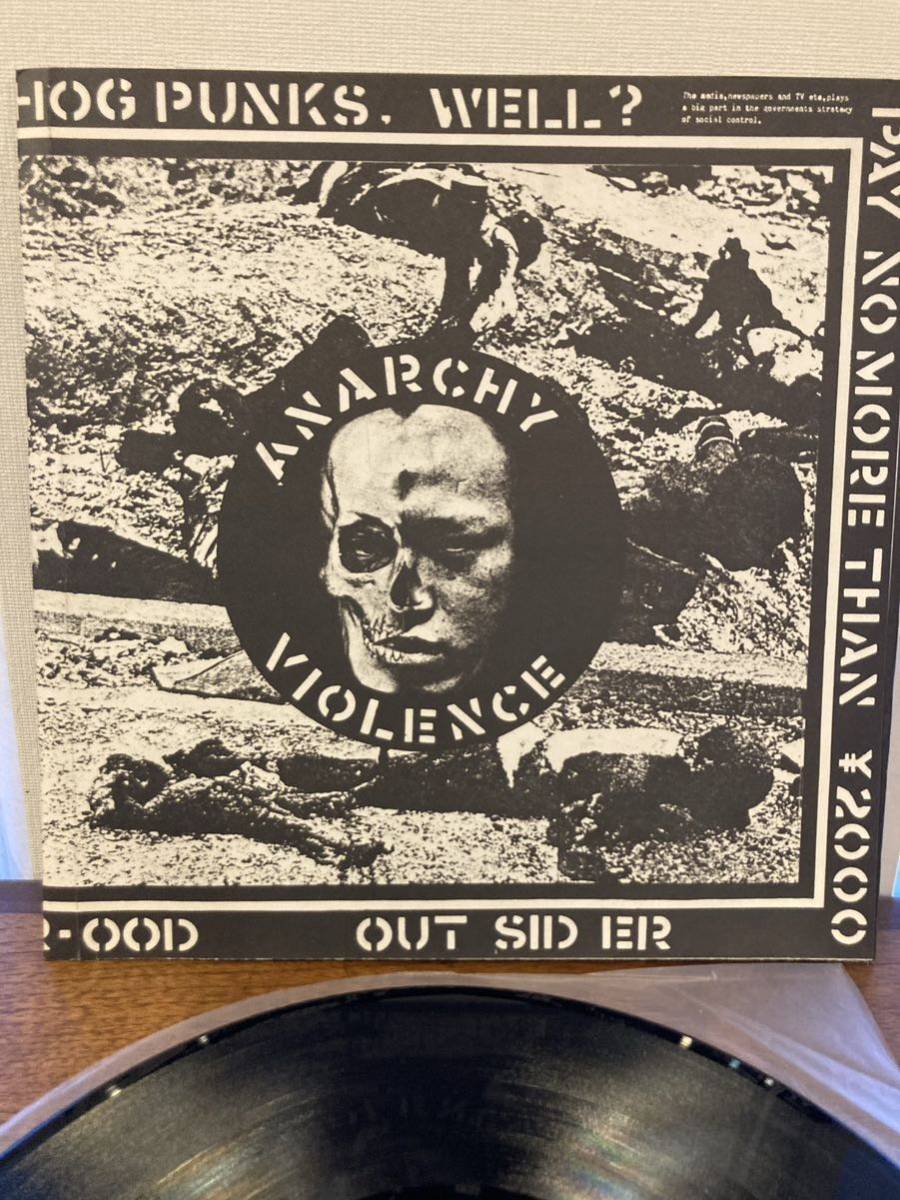 HOG PUNKS. WELL?
The media,newspapers and TV etc,plays
a big part in the governments strategy
of social control.
PAY NO MORE THAN ¥2000
ANARCHY
VIOLENCE
R-OOD OUT SID ER